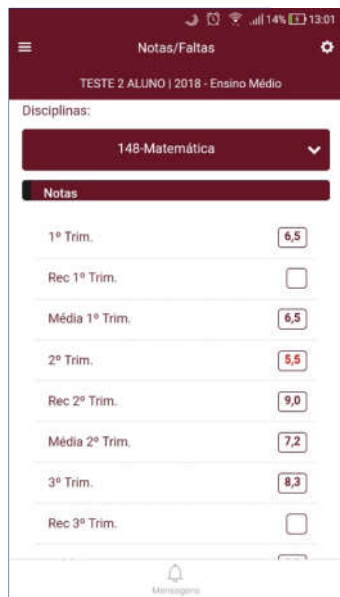 14% 13:01
Notas/Faltas
TESTE 2 ALUNO | 2018 - Ensino Médio
Disciplinas:
148-Matemática
Notas
1º Trim. 6,5
Rec 1º Trim.
Média 1º Trim. 6,5
2º Trim. 5,5
Rec 2º Trim. 9,0
Média 2º Trim. 7,2
3º Trim. 8,3
Rec 3º Trim.
Mensagens